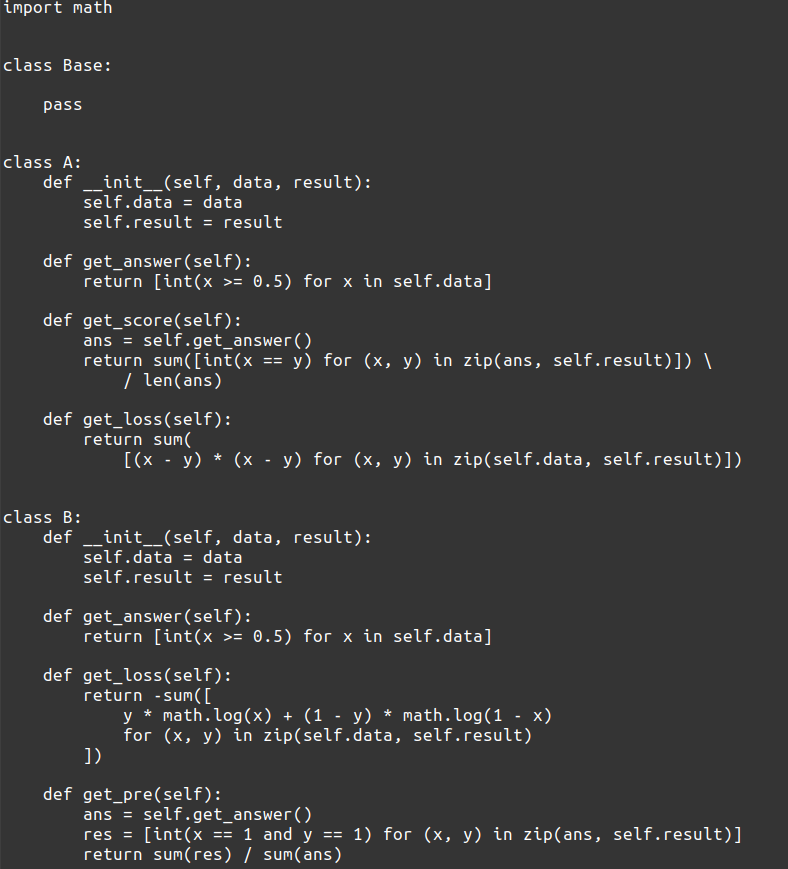 import math
class Base:
    pass
class A:
    def __init__(self, data, result):
        self.data = data
        self.result = result
    def get_answer(self):
        return [int(x >= 0.5) for x in self.data]
    def get_score(self):
        ans = self.get_answer()
        return sum([int(x == y) for (x, y) in zip(ans, self.result)]) \
            / len(ans)
    def get_loss(self):
        return sum(
            [(x - y) * (x - y) for (x, y) in zip(self.data, self.result)])
class B:
    def __init__(self, data, result):
        self.data = data
        self.result = result
    def get_answer(self):
        return [int(x >= 0.5) for x in self.data]
    def get_loss(self):
        return -sum([
            y * math.log(x) + (1 - y) * math.log(1 - x)
            for (x, y) in zip(self.data, self.result)
        ])
    def get_pre(self):
        ans = self.get_answer()
        res = [int(x == 1 and y == 1) for (x, y) in zip(ans, self.result)]
        return sum(res) / sum(ans)